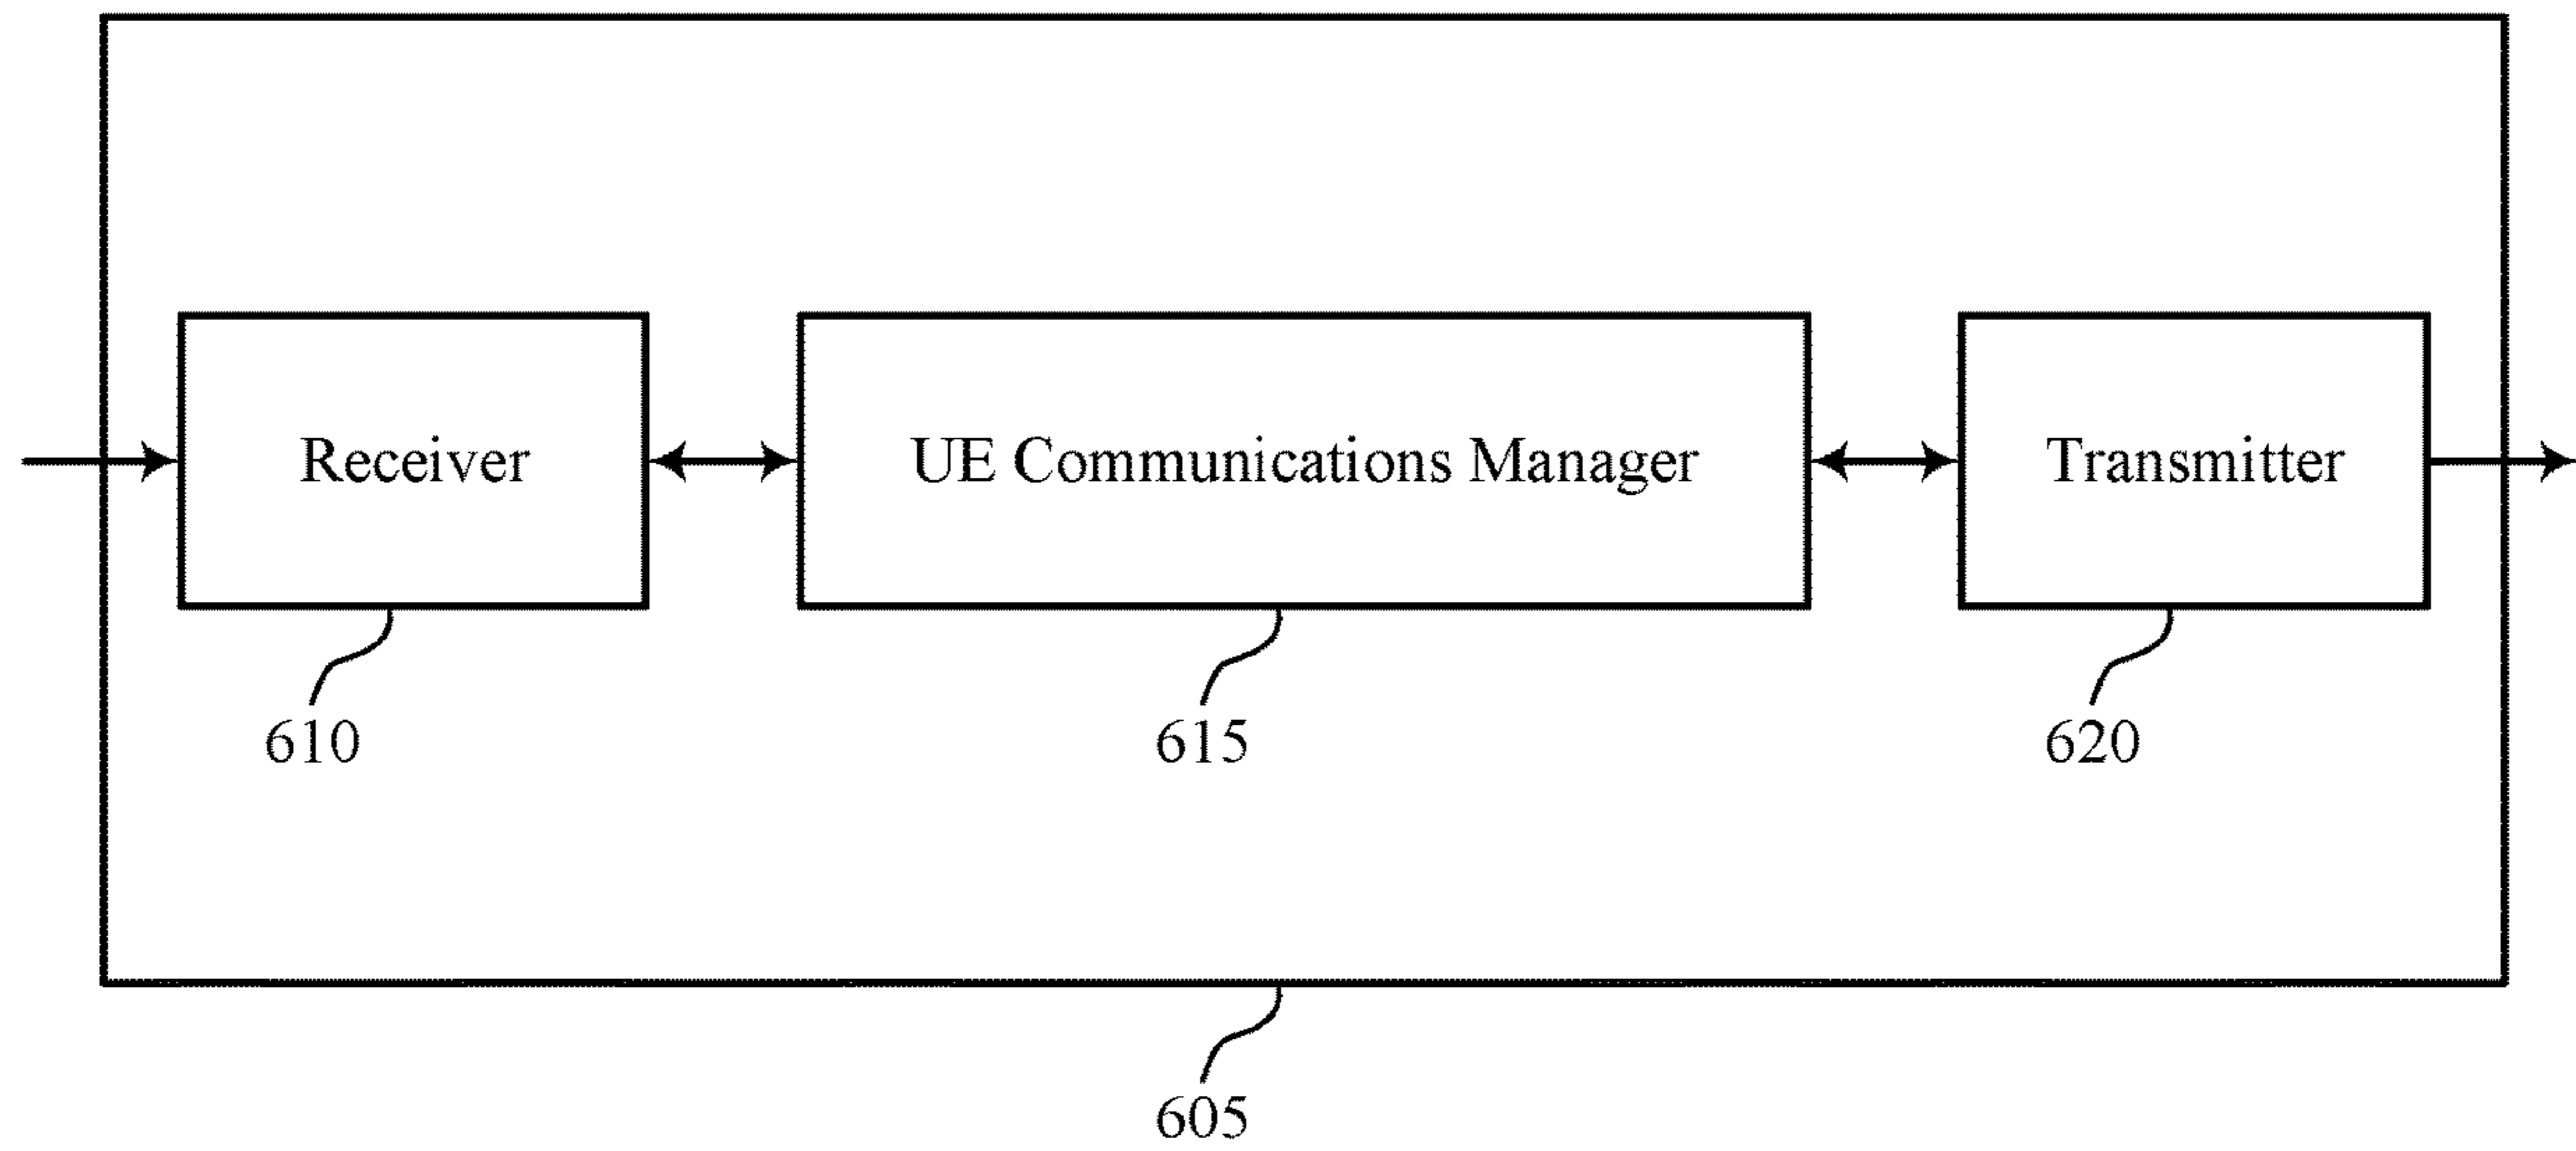 Receiver
UE Communications Manager
Transmitter
610
615
620
605